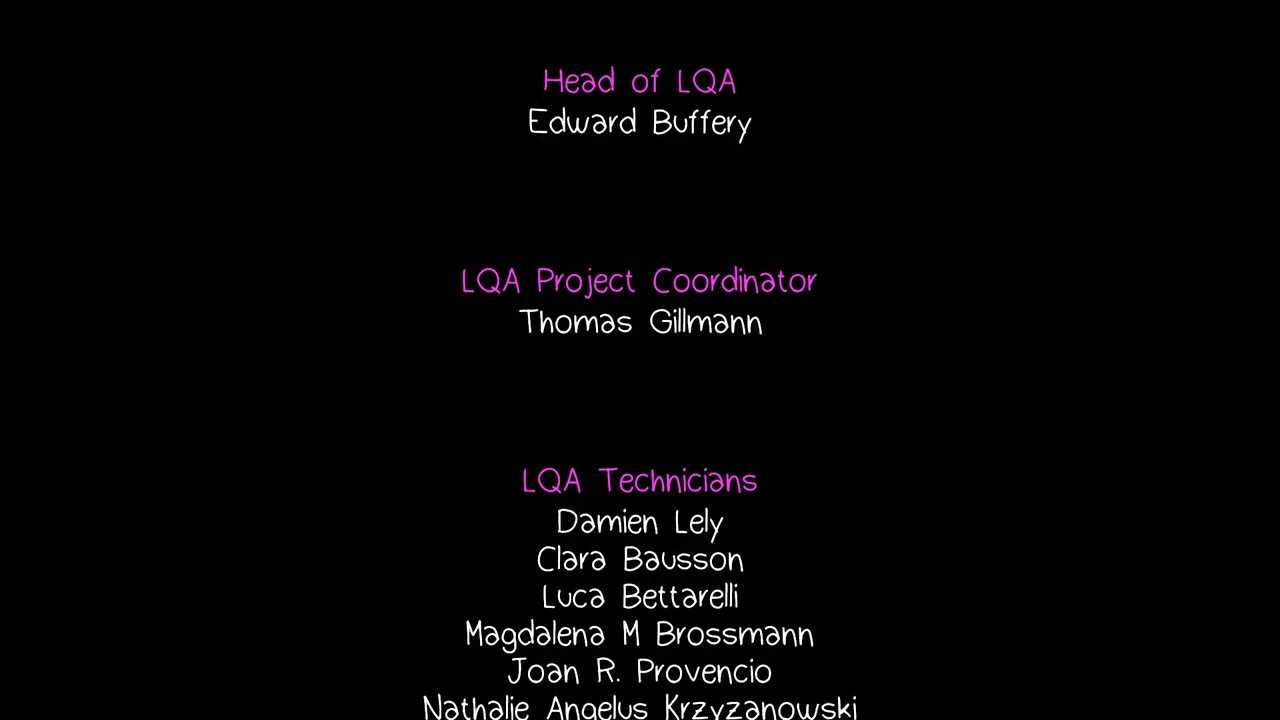 Head of LQA
Edward Buffery
LQA Project Coordinator
Thomas Gillmann
LQA Technicians
Damien Lely
Clara Bausson
Luca Bettarelli
Magdalena M Brossmann
Joan R. Provencio
Nathalie Angelus Krzyzanowski